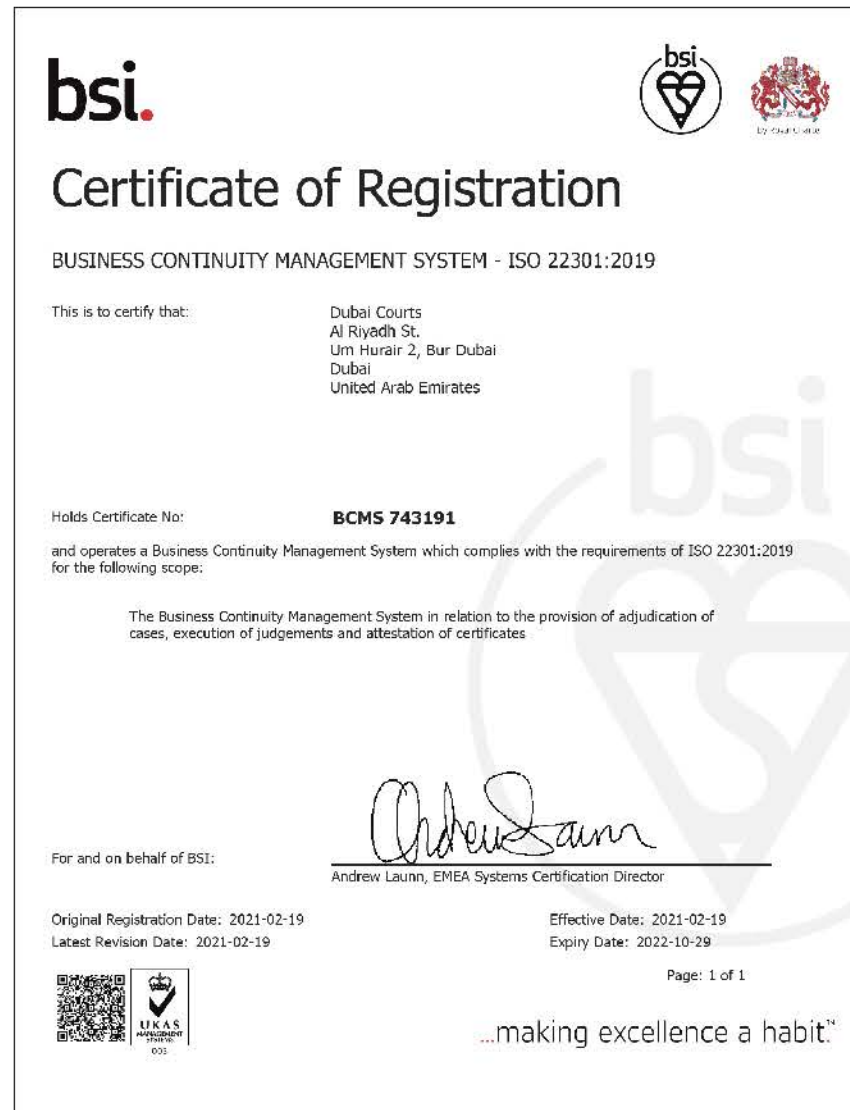 bsi.
bsi
By Royal Charter
Certificate of Registration
BUSINESS CONTINUITY MANAGEMENT SYSTEM - ISO 22301:2019
This is to certify that:
Dubai Courts
Al Riyadh St.
Um Hurair 2, Bur Dubai
Dubai
United Arab Emirates
bsi
Holds Certificate No:
BCMS 743191
and operates a Business Continuity Management System which complies with the requirements of ISO 22301:2019
for the following scope:
The Business Continuity Management System in relation to the provision of adjudication of
cases, execution of judgements and attestation of certificates
For and on behalf of BSI:
Andrew Launn, EMEA Systems Certification Director
Original Registration Date: 2021-02-19
Effective Date: 2021-02-19
Latest Revision Date: 2021-02-19
Expiry Date: 2022-10-29
Page: 1 of 1
UKAS
MANAGEMENT
SYSTEMS
003
...making excellence a habit.™